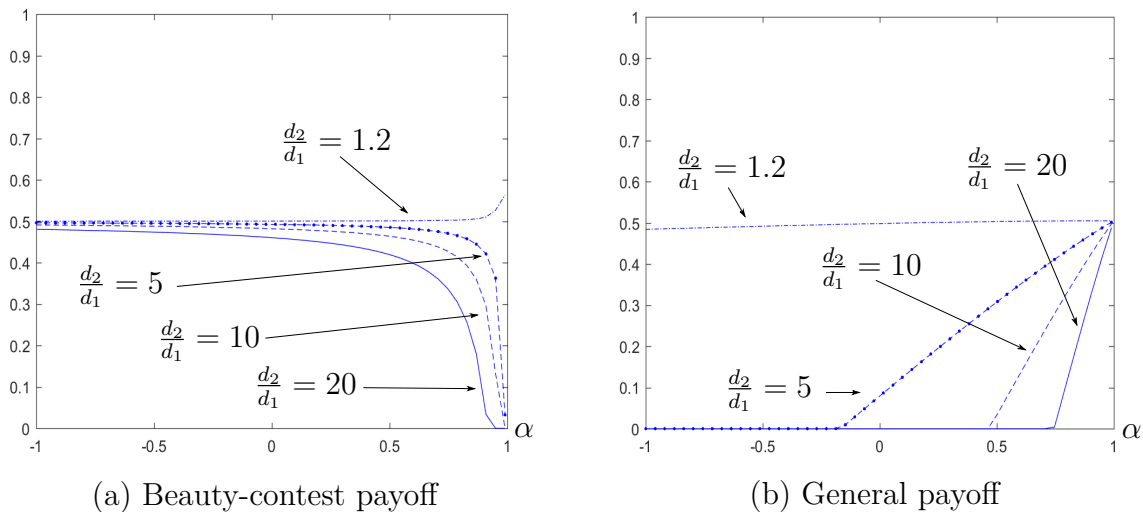 1
0.9
0.8
0.7
0.6
0.5
0.4
0.3
0.2
0.1
0
-1
-0.5
0
0.5
1
α
d₂/d₁ = 1.2
d₂/d₁ = 5
d₂/d₁ = 10
d₂/d₁ = 20
(a) Beauty-contest payoff
1
0.9
0.8
0.7
0.6
0.5
0.4
0.3
0.2
0.1
0
-1
-0.5
0
0.5
1
α
d₂/d₁ = 1.2
d₂/d₁ = 20
d₂/d₁ = 10
d₂/d₁ = 5
(b) General payoff